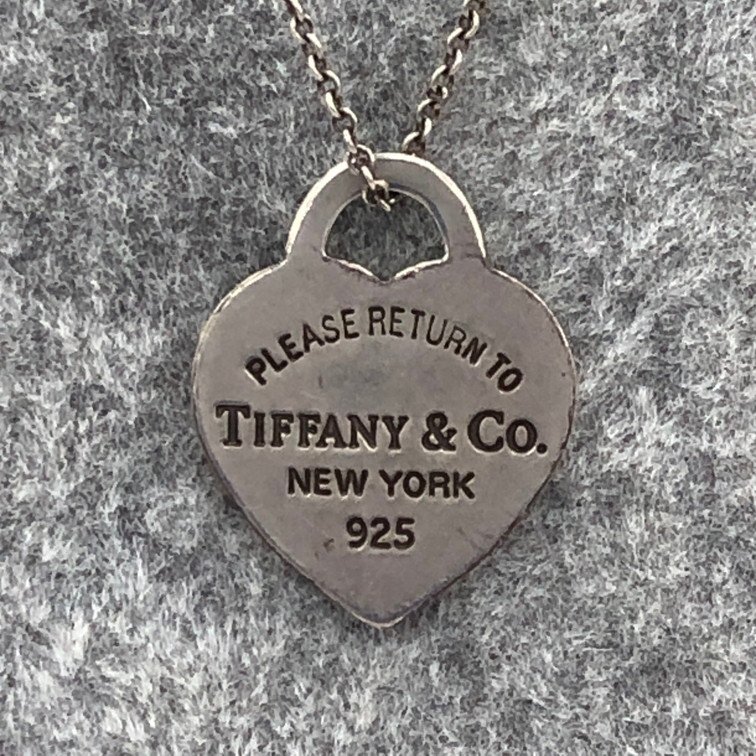 PLEASE RETURN TO
TIFFANY & CO.
NEW YORK
925